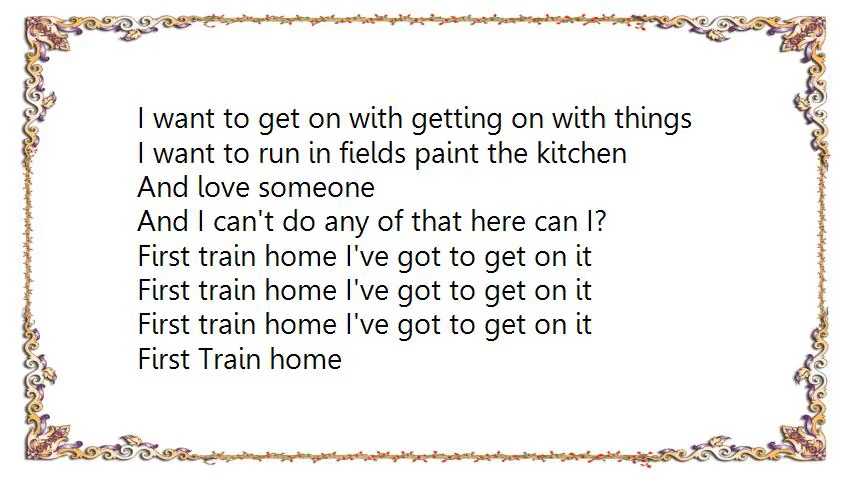 I want to get on with getting on with things
I want to run in fields paint the kitchen
And love someone
And I can't do any of that here can I?
First train home I've got to get on it
First train home I've got to get on it
First train home I've got to get on it
First Train home